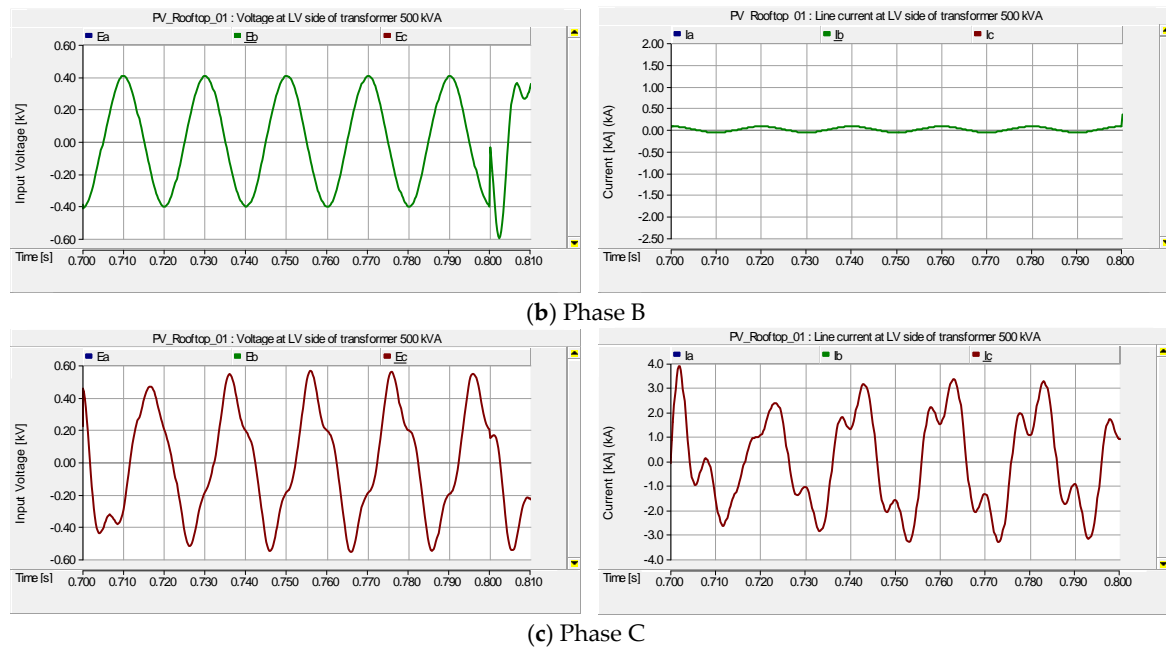 PV_Rooftop_01 : Voltage at LV side of transformer 500 kVA
Ea Eb Ec
Input Voltage [kV]
0.60
0.40
0.20
0.00
-0.20
-0.40
-0.60
Time [s] 0.700 0.710 0.720 0.730 0.740 0.750 0.760 0.770 0.780 0.790 0.800 0.810
PV_Rooftop_01 : Line current at LV side of transformer 500 kVA
Ia Ib Ic
Current [kA] (kA)
2.00
1.50
1.00
0.50
0.00
-0.50
-1.00
-1.50
-2.00
-2.50
Time [s] 0.700 0.710 0.720 0.730 0.740 0.750 0.760 0.770 0.780 0.790 0.800
(b) Phase B
PV_Rooftop_01 : Voltage at LV side of transformer 500 kVA
Ea Eb Ec
Input Voltage [kV]
0.60
0.40
0.20
0.00
-0.20
-0.40
-0.60
Time [s] 0.700 0.710 0.720 0.730 0.740 0.750 0.760 0.770 0.780 0.790 0.800 0.810
PV_Rooftop_01 : Line current at LV side of transformer 500 kVA
Ia Ib Ic
Current [kA] (kA)
4.0
3.0
2.0
1.0
0.0
-1.0
-2.0
-3.0
-4.0
Time [s] 0.700 0.710 0.720 0.730 0.740 0.750 0.760 0.770 0.780 0.790 0.800
(c) Phase C